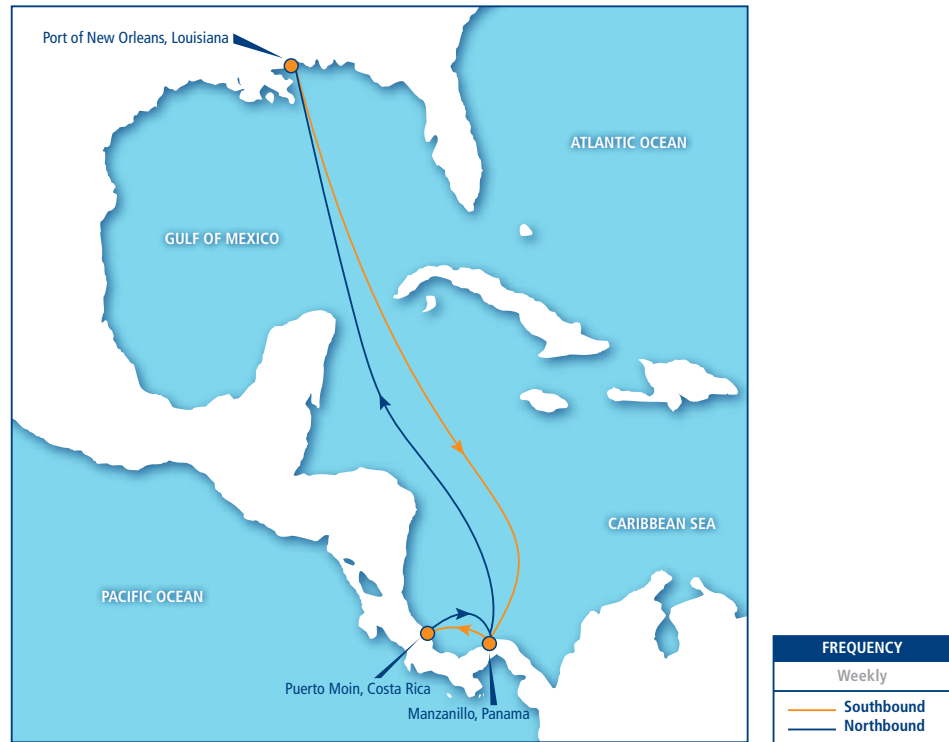 Port of New Orleans, Louisiana
ATLANTIC OCEAN
GULF OF MEXICO
CARIBBEAN SEA
PACIFIC OCEAN
Puerto Moin, Costa Rica
Manzanillo, Panama
FREQUENCY
Weekly
Southbound
Northbound